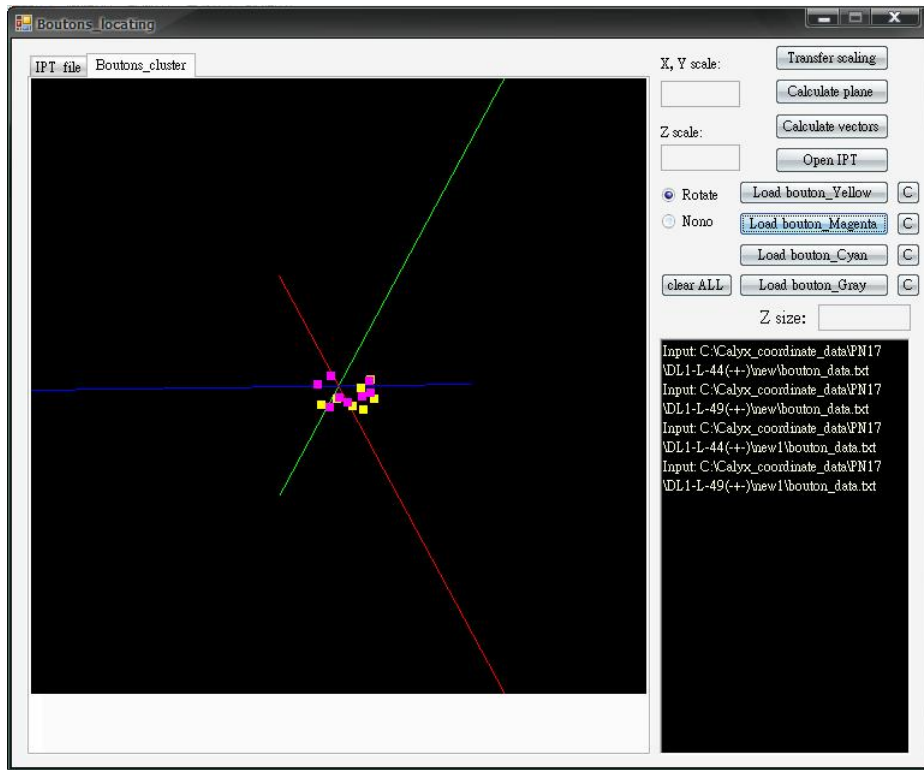 Boutons_locating
IPT_file
Boutons_cluster
X, Y scale:
Transfer scaling
Calculate plane
Z scale:
Calculate vectors
Open IPT
Rotate
Load bouton_Yellow
C
Nono
Load bouton_Magenta
C
Load bouton_Cyan
C
clear ALL
Load bouton_Gray
C
Z size:
Input: C:\Calyx_coordinate_data\PN17
\DL1-L-44(-+-)\new\bouton_data.txt
Input: C:\Calyx_coordinate_data\PN17
\DL1-L-49(-+-)\new\bouton_data.txt
Input: C:\Calyx_coordinate_data\PN17
\DL1-L-44(-+-)\new1\bouton_data.txt
Input: C:\Calyx_coordinate_data\PN17
\DL1-L-49(-+-)\new1\bouton_data.txt